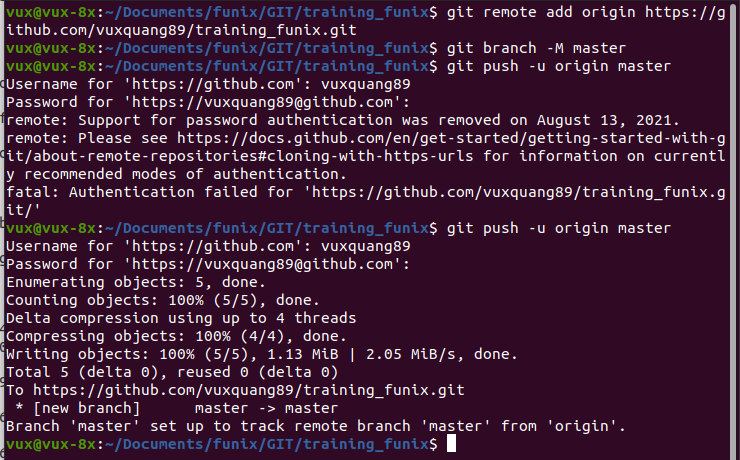 vux@vux-8x:~/Documents/funix/GIT/training_funix$ git remote add origin https://g
ithub.com/vuxquang89/training_funix.git
vux@vux-8x:~/Documents/funix/GIT/training_funix$ git branch -M master
vux@vux-8x:~/Documents/funix/GIT/training_funix$ git push -u origin master
Username for 'https://github.com': vuxquang89
Password for 'https://vuxquang89@github.com':
remote: Support for password authentication was removed on August 13, 2021.
remote: Please see https://docs.github.com/en/get-started/getting-started-with-g
it/about-remote-repositories#cloning-with-https-urls for information on currentl
y recommended modes of authentication.
fatal: Authentication failed for 'https://github.com/vuxquang89/training_funix.g
it/'
vux@vux-8x:~/Documents/funix/GIT/training_funix$ git push -u origin master
Username for 'https://github.com': vuxquang89
Password for 'https://vuxquang89@github.com':
Enumerating objects: 5, done.
Counting objects: 100% (5/5), done.
Delta compression using up to 4 threads
Compressing objects: 100% (4/4), done.
Writing objects: 100% (5/5), 1.13 MiB | 2.05 MiB/s, done.
Total 5 (delta 0), reused 0 (delta 0)
To https://github.com/vuxquang89/training_funix.git
 * [new branch]      master -> master
Branch 'master' set up to track remote branch 'master' from 'origin'.
vux@vux-8x:~/Documents/funix/GIT/training_funix$